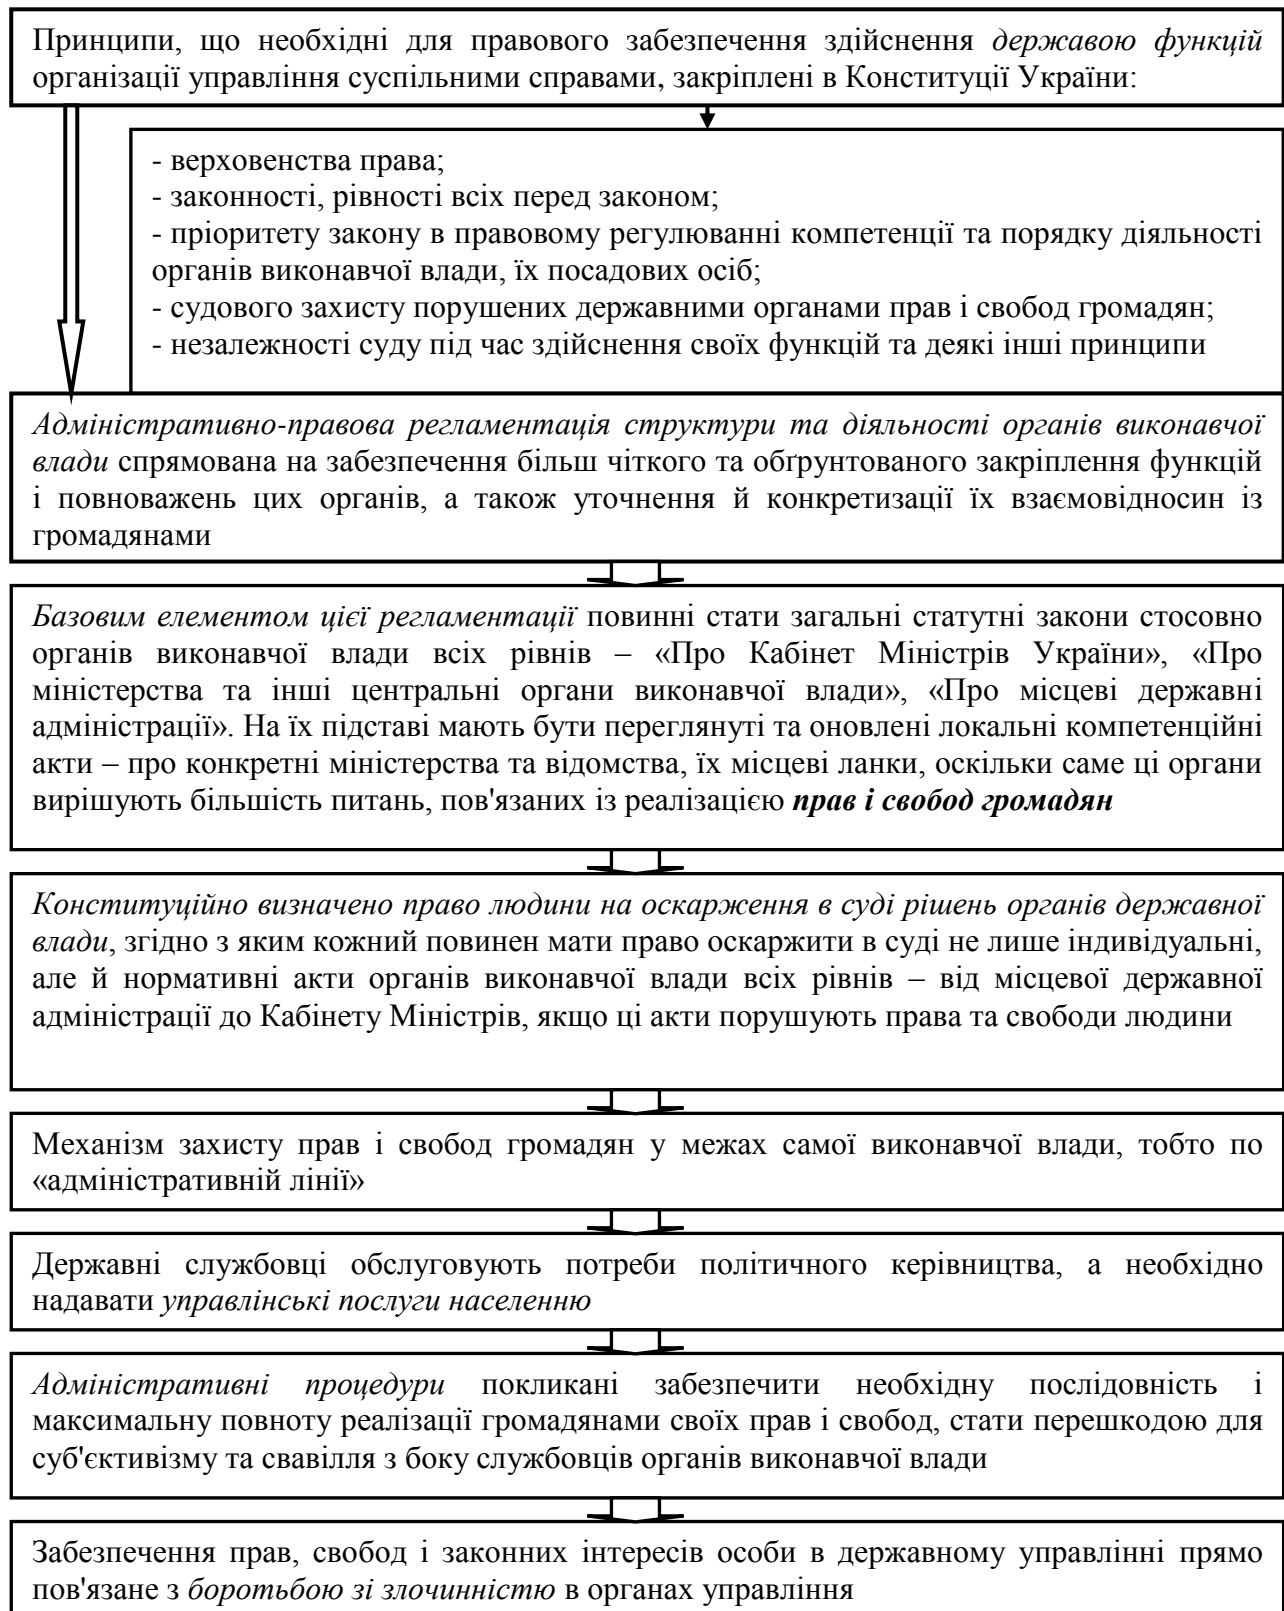 Принципи, що необхідні для правового забезпечення здійснення державою функцій
організації управління суспільними справами, закріплені в Конституції України:
- верховенства права;
- законності, рівності всіх перед законом;
- пріоритету закону в правовому регулюванні компетенції та порядку діяльності
органів виконавчої влади, їх посадових осіб;
- судового захисту порушених державними органами прав і свобод громадян;
- незалежності суду під час здійснення своїх функцій та деякі інші принципи
Адміністративно-правова регламентація структури та діяльності органів виконавчої
влади спрямована на забезпечення більш чіткого та обґрунтованого закріплення функцій
і повноважень цих органів, а також уточнення й конкретизації їх взаємовідносин із
громадянами
Базовим елементом цієї регламентації повинні стати загальні статутні закони стосовно
органів виконавчої влади всіх рівнів – «Про Кабінет Міністрів України», «Про
міністерства та інші центральні органи виконавчої влади», «Про місцеві державні
адміністрації». На їх підставі мають бути переглянуті та оновлені локальні компетенційні
акти – про конкретні міністерства та відомства, їх місцеві ланки, оскільки саме ці органи
вирішують більшість питань, пов'язаних із реалізацією прав і свобод громадян
Конституційно визначено право людини на оскарження в суді рішень органів державної
влади, згідно з яким кожний повинен мати право оскаржити в суді не лише індивідуальні,
але й нормативні акти органів виконавчої влади всіх рівнів – від місцевої державної
адміністрації до Кабінету Міністрів, якщо ці акти порушують права та свободи людини
Механізм захисту прав і свобод громадян у межах самої виконавчої влади, тобто по
«адміністративній лінії»
Державні службовці обслуговують потреби політичного керівництва, а необхідно
надавати управлінські послуги населенню
Адміністративні процедури покликані забезпечити необхідну послідовність і
максимальну повноту реалізації громадянами своїх прав і свобод, стати перешкодою для
суб'єктивізму та свавілля з боку службовців органів виконавчої влади
Забезпечення прав, свобод і законних інтересів особи в державному управлінні прямо
пов'язане з боротьбою зі злочинністю в органах управління